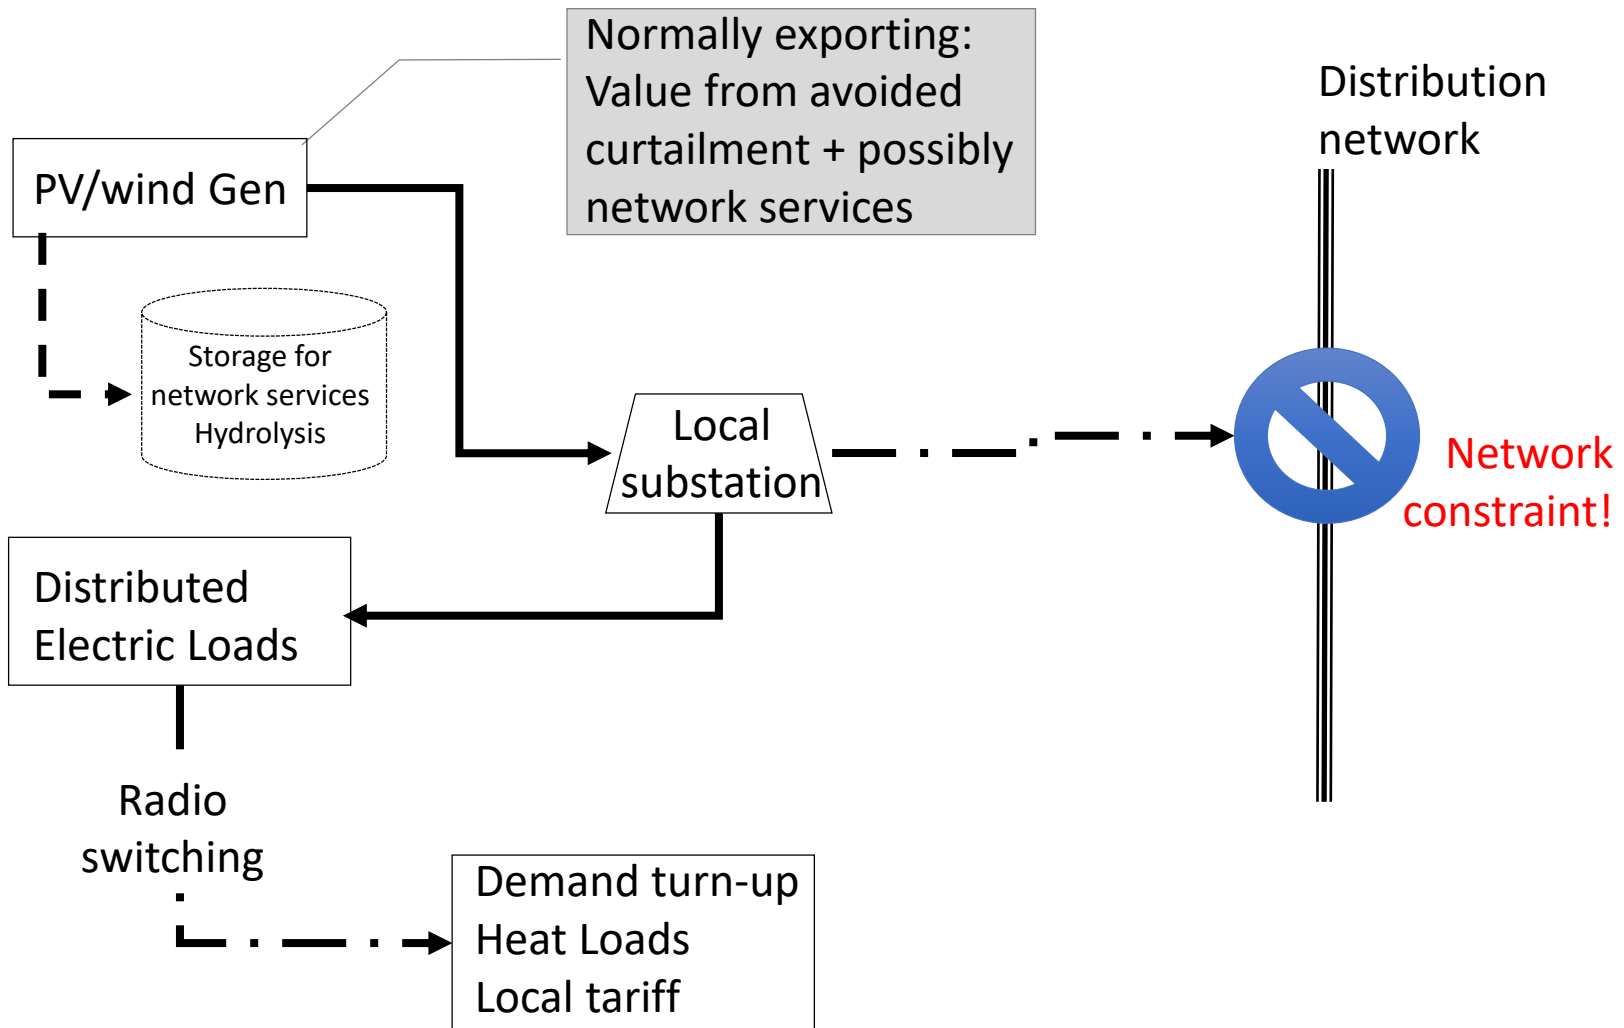 Normally exporting:
Value from avoided
curtailment + possibly
network services
Distribution
network
PV/wind Gen
Storage for
network services
Hydrolysis
Local
substation
Network
constraint!
Distributed
Electric Loads
Radio
switching
Demand turn-up
Heat Loads
Local tariff